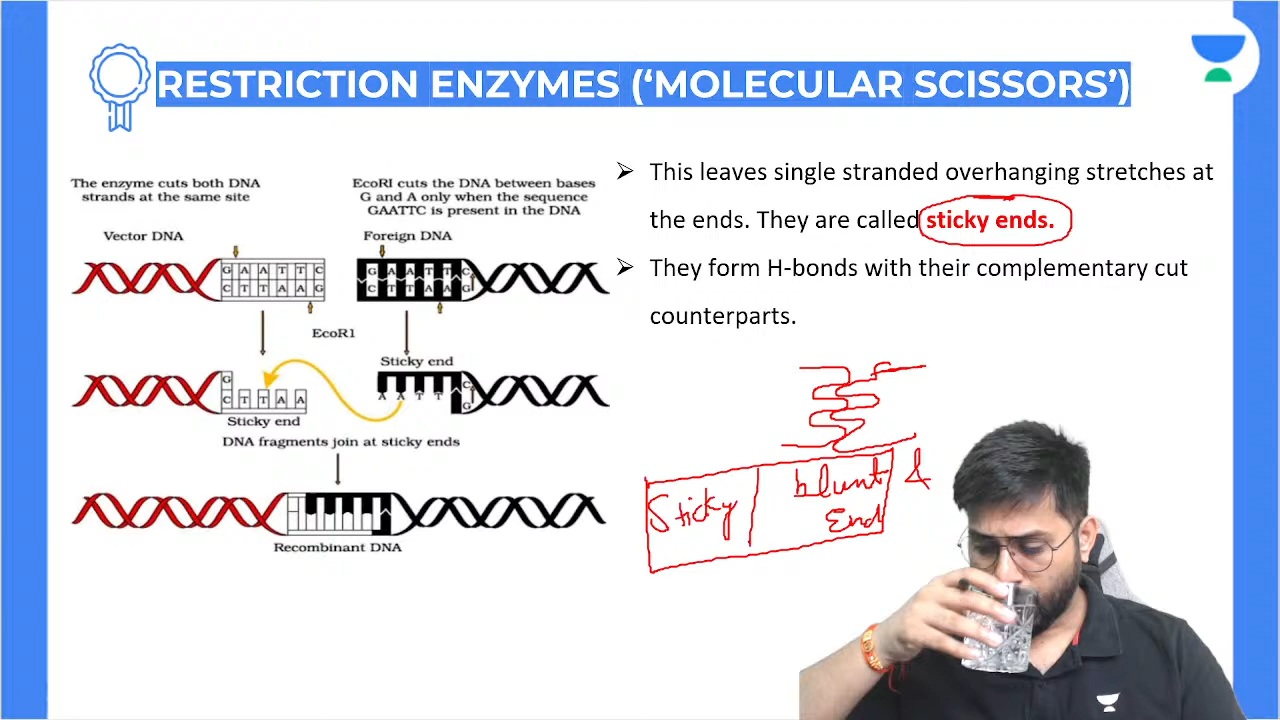 RESTRICTION ENZYMES (‘MOLECULAR SCISSORS’)
The enzyme cuts both DNA
strands at the same site
EcoRI cuts the DNA between bases
G and A only when the sequence
GAATTC is present in the DNA
Vector DNA
Foreign DNA
G A A T T C
C T T A A G
G A A T T C
C T T A A G
EcoR1
Sticky end
G
C T T A A
Sticky end
A A T T C
G
DNA fragments join at sticky ends
Recombinant DNA
This leaves single stranded overhanging stretches at
the ends. They are called sticky ends.
They form H-bonds with their complementary cut
counterparts.
Sticky
blunt
End
&